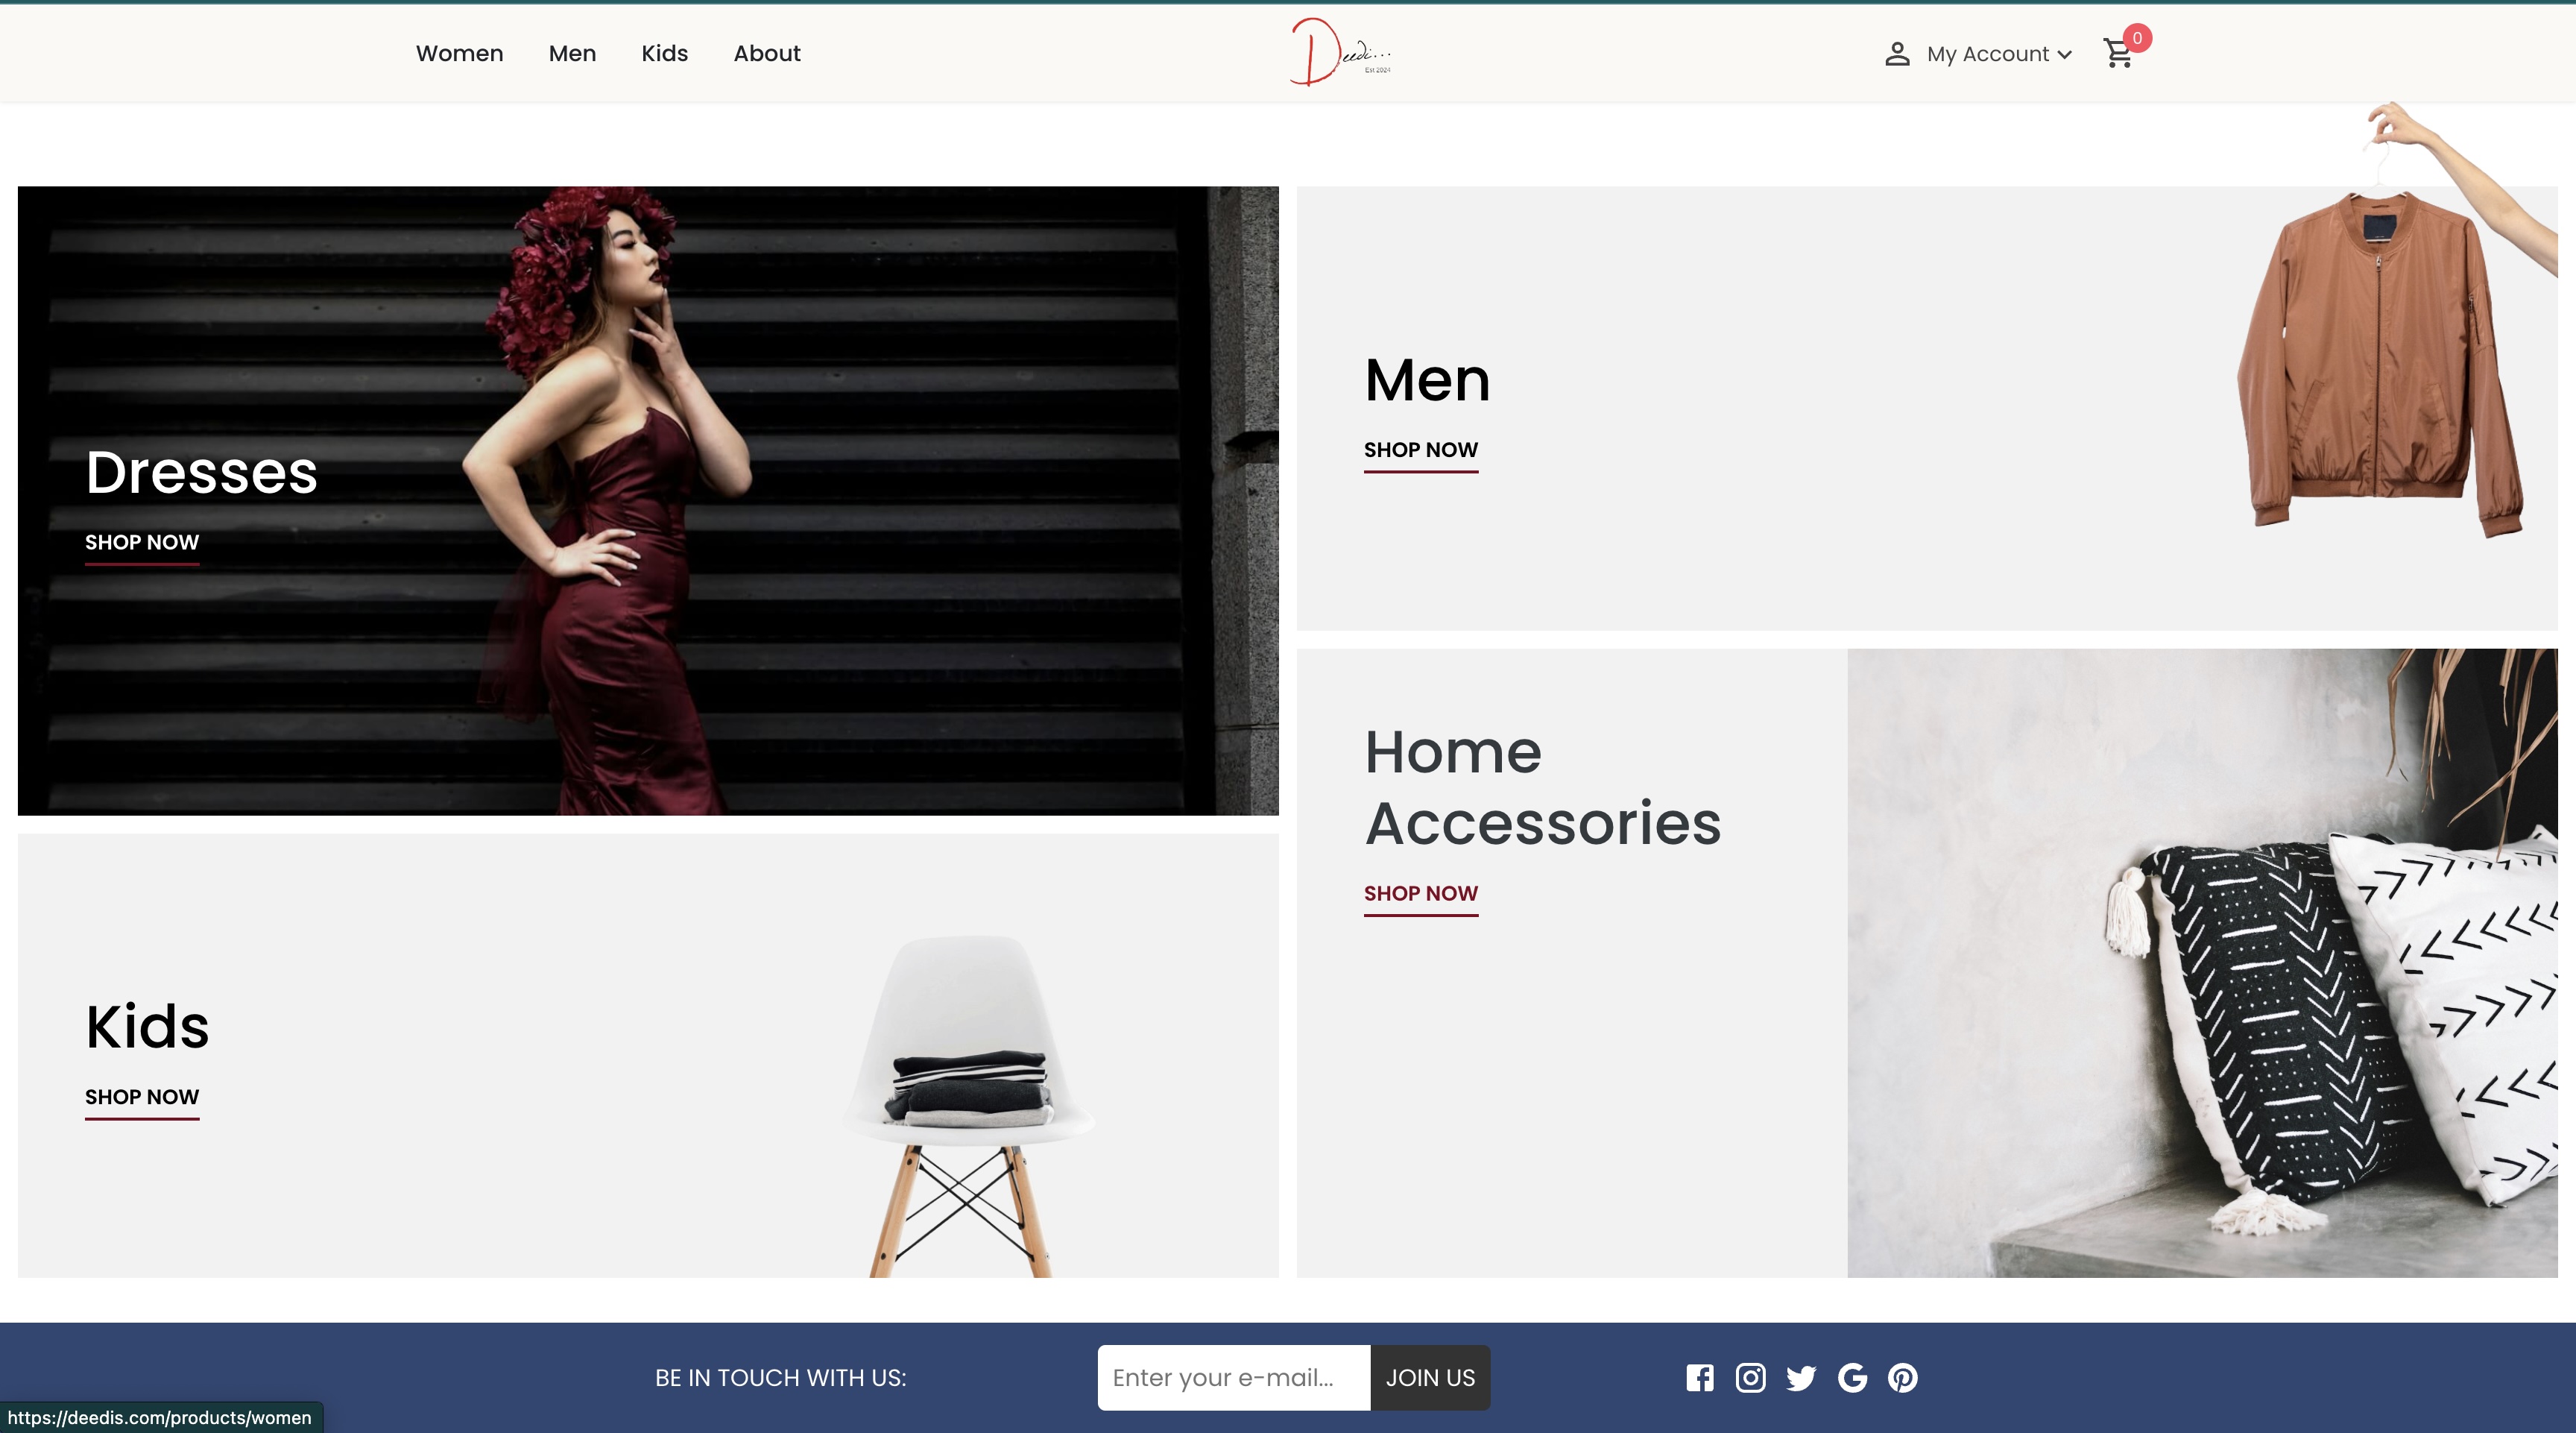 Women Men Kids About
Deedi...
Est 2024
My Account
0
Dresses
SHOP NOW
Men
SHOP NOW
Home
Accessories
SHOP NOW
Kids
SHOP NOW
BE IN TOUCH WITH US:
Enter your e-mail...
JOIN US
https://deedis.com/products/women